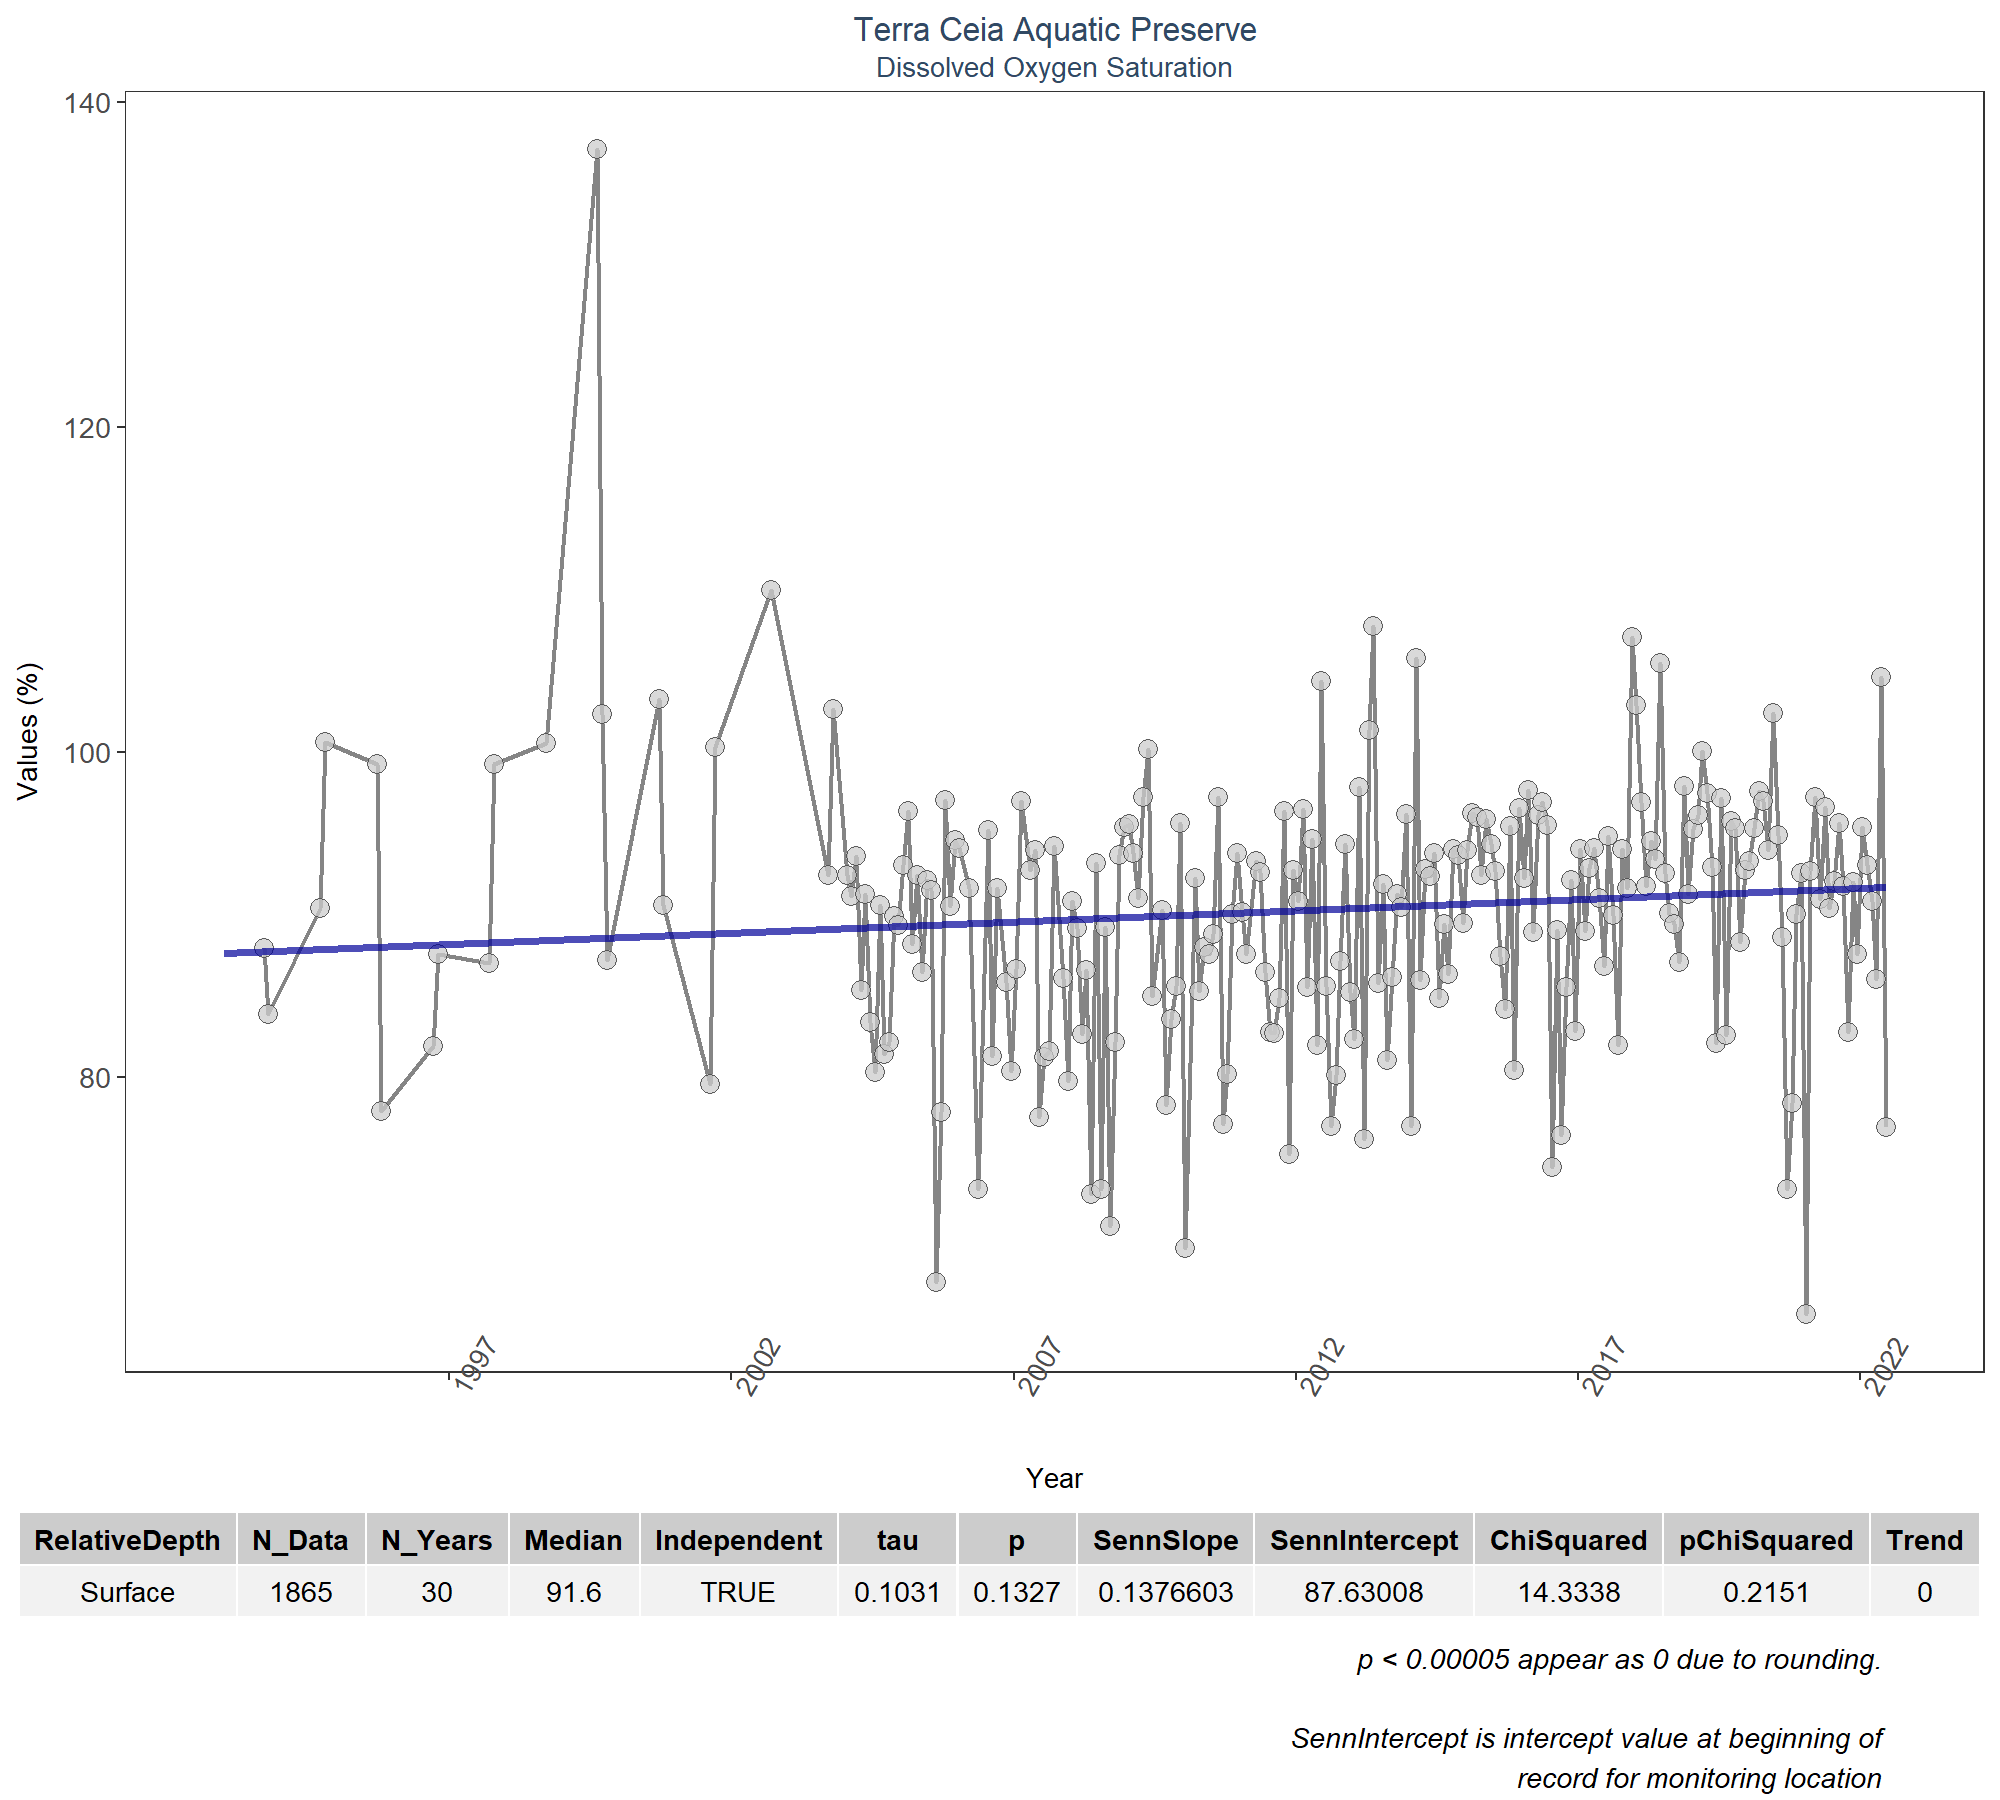 Terra Ceia Aquatic Preserve
Dissolved Oxygen Saturation
140
120
100
80
Values (%)
1997 2002 2007 2012 2017 2022
Year
RelativeDepth N_Data N_Years Median Independent tau p SennSlope SennIntercept ChiSquared pChiSquared Trend
Surface 1865 30 91.6 TRUE 0.1031 0.1327 0.1376603 87.63008 14.3338 0.2151 0
p < 0.00005 appear as 0 due to rounding.
SennIntercept is intercept value at beginning of
record for monitoring location